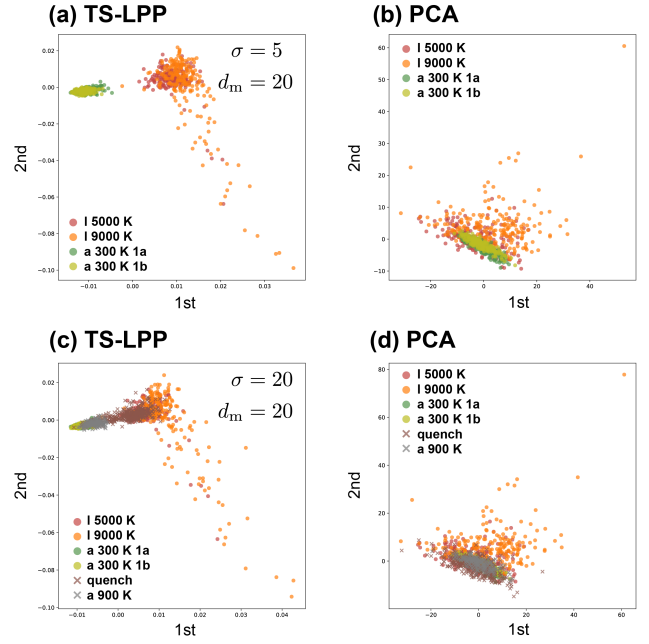 (a) TS-LPP
σ = 5
d_m = 20
0.02
0.00
−0.02
−0.04
−0.06
−0.08
−0.10
2nd
l 5000 K
l 9000 K
a 300 K 1a
a 300 K 1b
−0.01
0.00
0.01
0.02
0.03
1st
(b) PCA
l 5000 K
l 9000 K
a 300 K 1a
a 300 K 1b
60
50
40
30
20
10
0
−10
2nd
−20
0
20
40
60
1st
(c) TS-LPP
σ = 20
d_m = 20
0.02
0.00
−0.02
−0.04
−0.06
−0.08
−0.10
2nd
l 5000 K
l 9000 K
a 300 K 1a
a 300 K 1b
quench
a 900 K
−0.01
0.00
0.01
0.02
0.03
0.04
1st
(d) PCA
l 5000 K
l 9000 K
a 300 K 1a
a 300 K 1b
quench
a 900 K
80
60
40
20
0
2nd
−20
0
20
40
60
1st